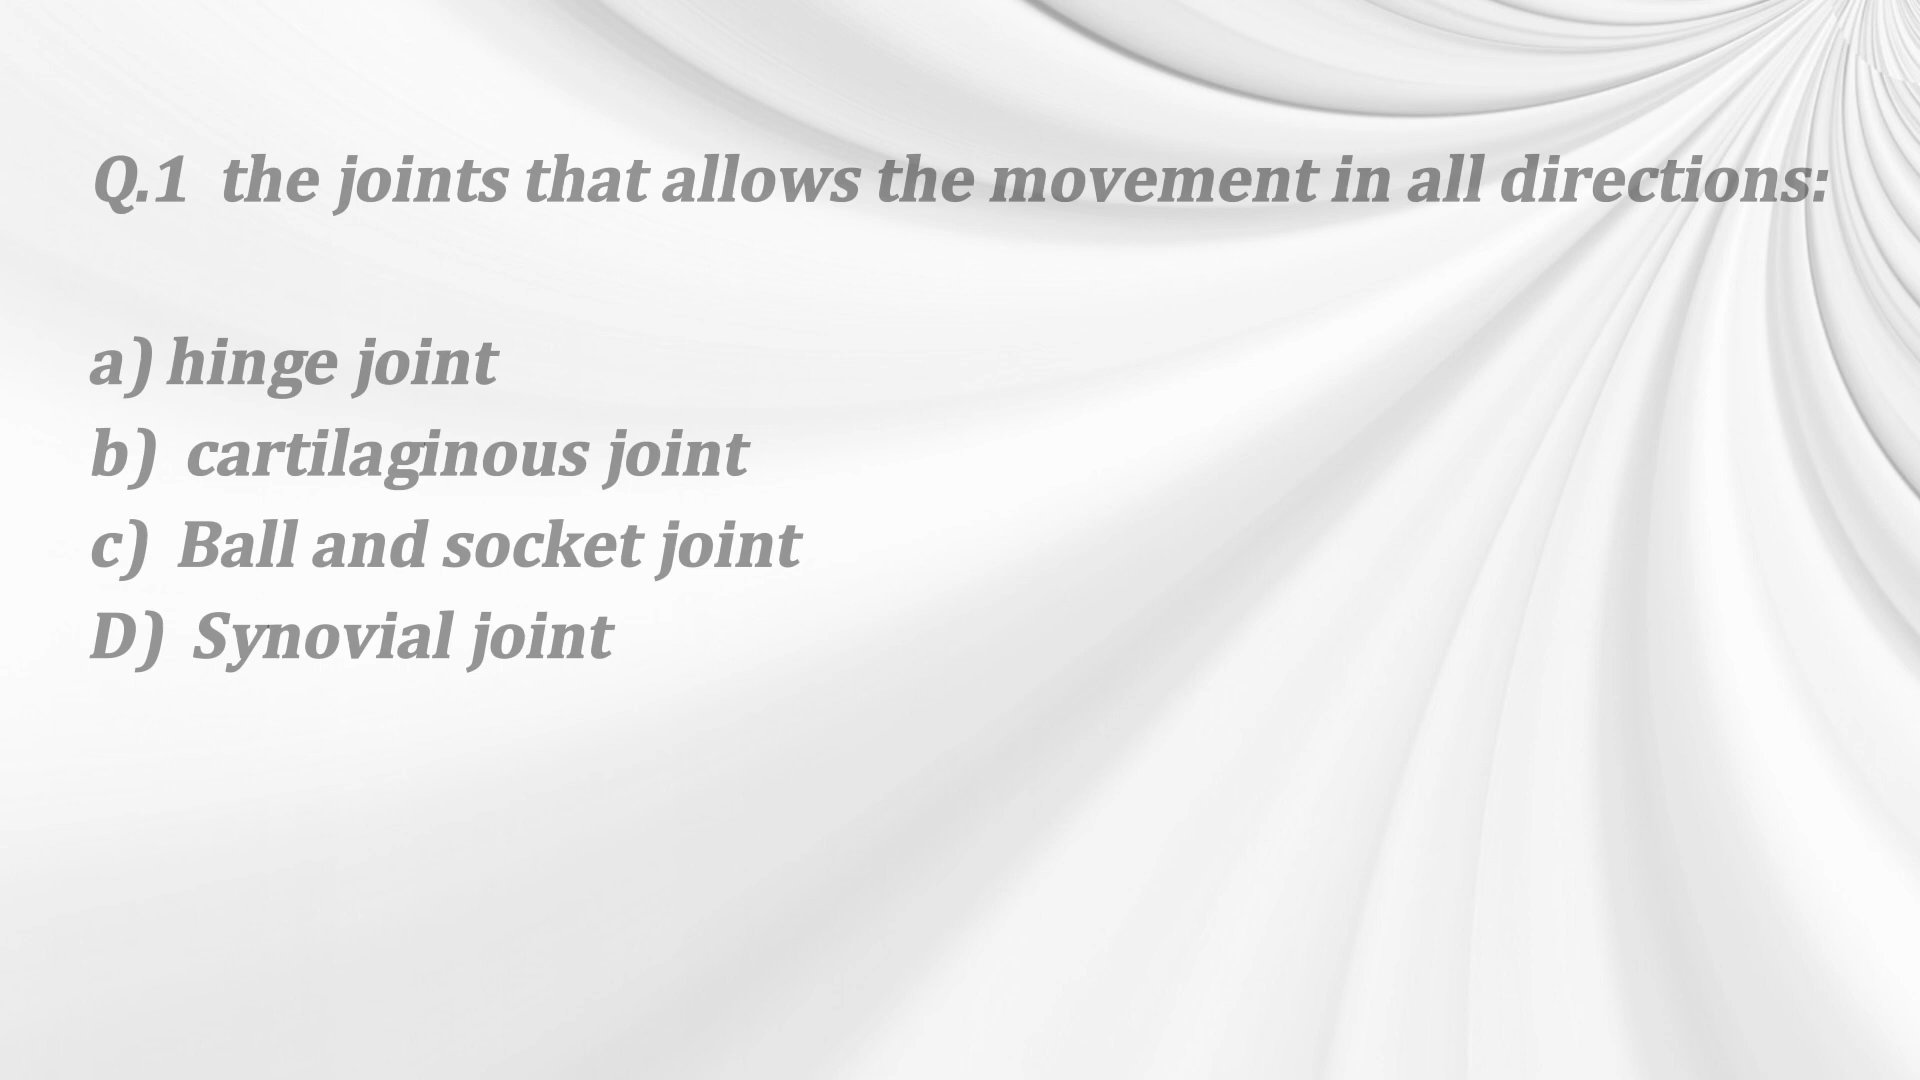 Q.1 the joints that allows the movement in all directions:
a) hinge joint
b) cartilaginous joint
c) Ball and socket joint
D) Synovial joint